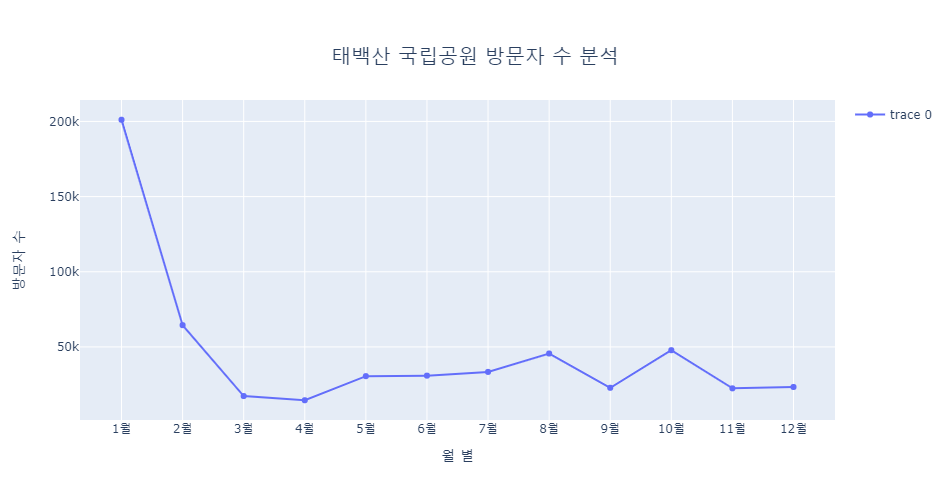 태백산 국립공원 방문자 수 분석
trace 0
방문자 수
200k
150k
100k
50k
1월 2월 3월 4월 5월 6월 7월 8월 9월 10월 11월 12월
월 별